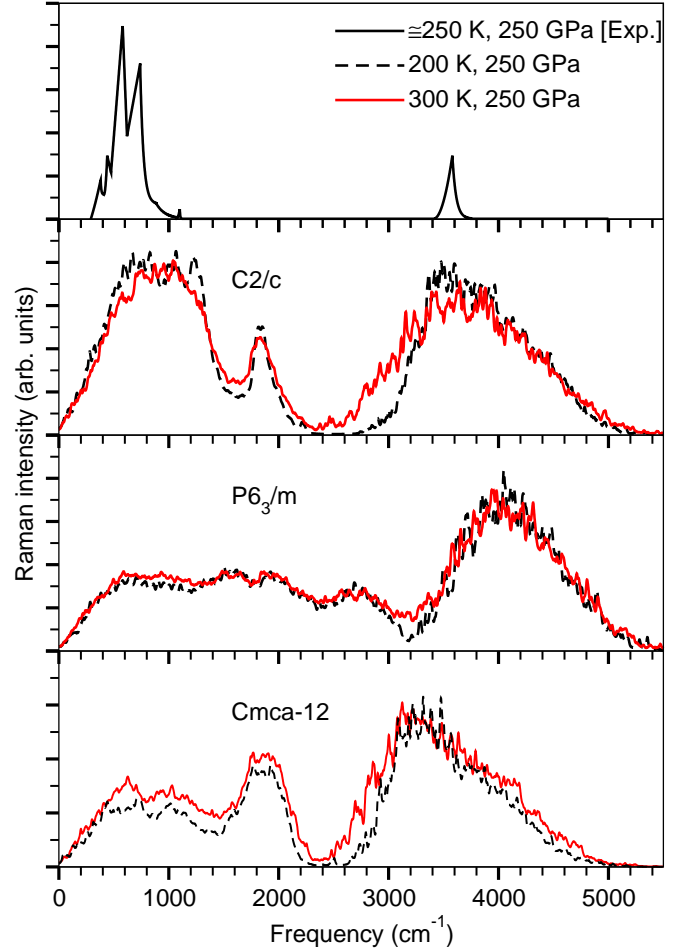 ≅250 K, 250 GPa [Exp.]
200 K, 250 GPa
300 K, 250 GPa
C2/c
P6₃/m
Cmca-12
Raman intensity (arb. units)
0 1000 2000 3000 4000 5000
Frequency (cm⁻¹)